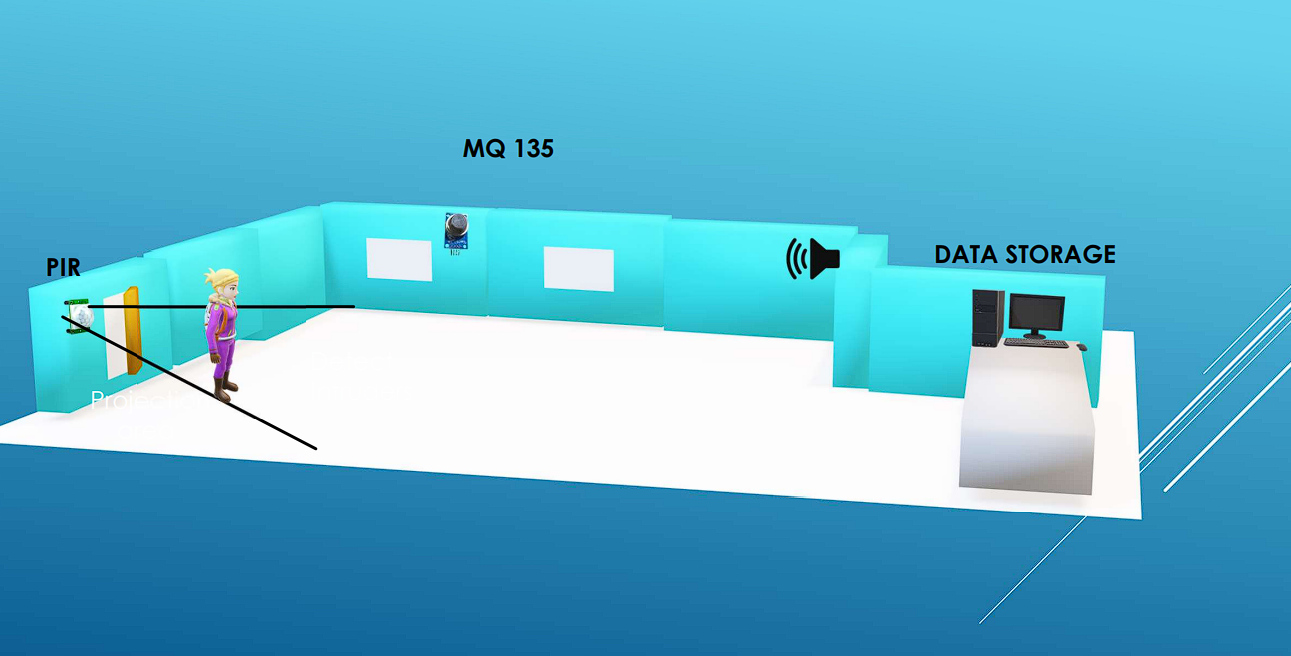 MQ 135
PIR
DATA STORAGE